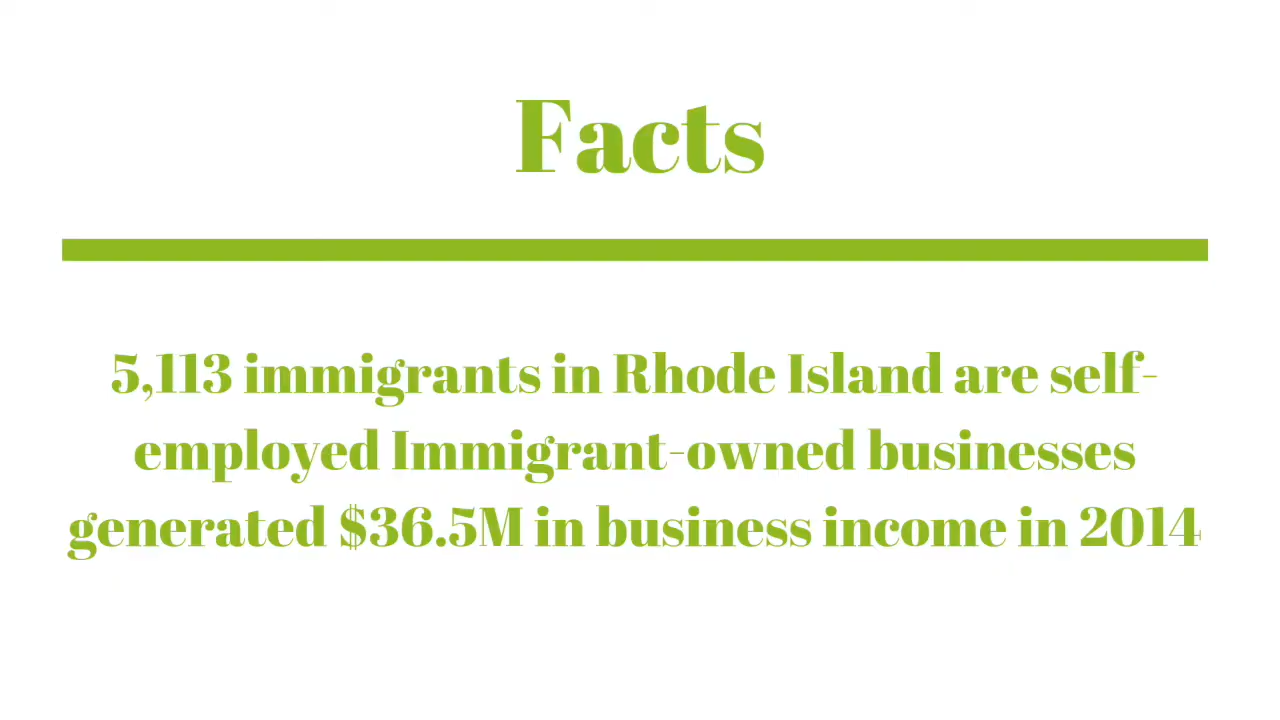 Facts
5,113 immigrants in Rhode Island are self-
employed Immigrant-owned businesses
generated $36.5M in business income in 2014